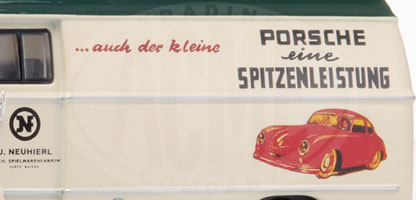 ...auch der kleine
PORSCHE
eine
SPITZENLEISTUNG
J. NEUHIERL
SPIELWARENFABRIK